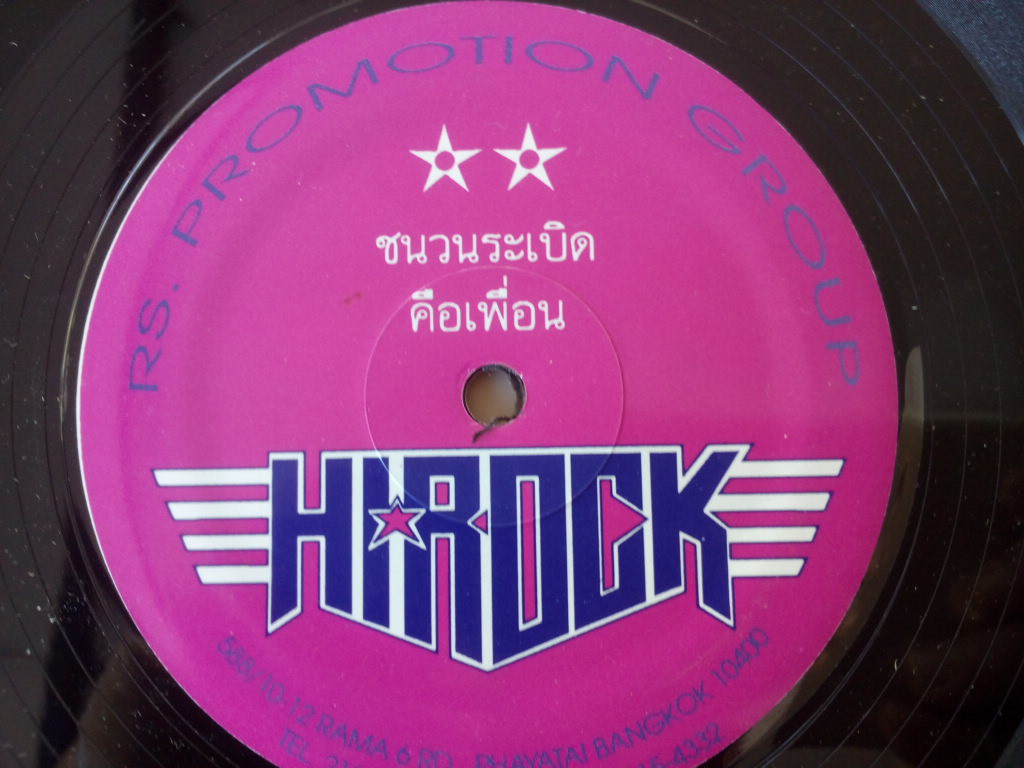 RS. PROMOTION GROUP
ชนวนระเบิด
คือเพื่อน
HIROCK
588/10-12 RAMA 6 RD., PHAYATAI BANGKOK 10400
TEL.